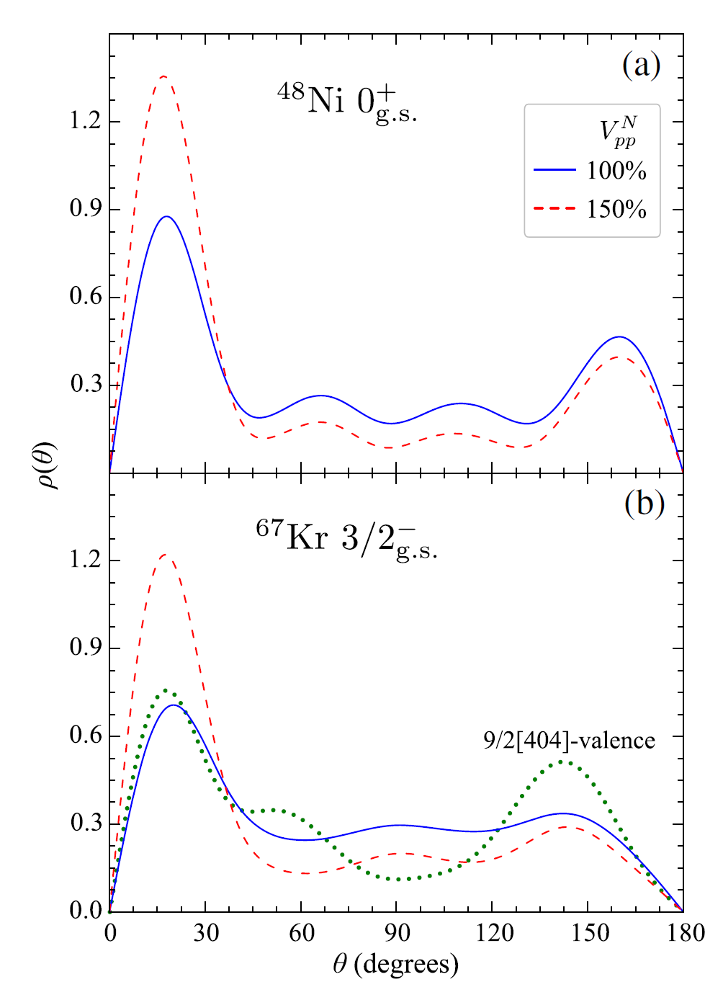 (a)
⁴⁸Ni 0⁺g.s.
V^N_pp
100%
150%
1.2
0.9
0.6
0.3
ρ(θ)
(b)
⁶⁷Kr 3/2⁻g.s.
9/2[404]-valence
1.2
0.9
0.6
0.3
0.0
0 30 60 90 120 150 180
θ (degrees)